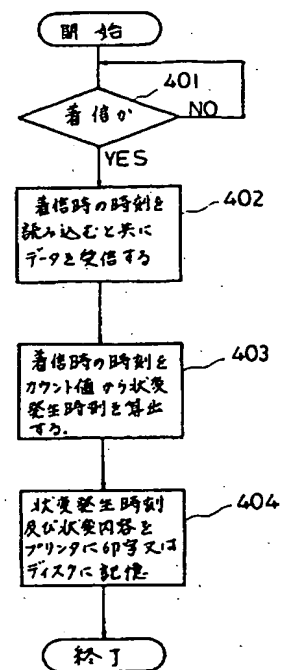 開始
401
着信か
NO
YES
着信時の時刻を
読み込むと共に
データを受信する
402
着信時の時刻を
カウント値から状変
発生時刻を算出
する.
403
状変発生時刻
及び状変内容を
プリンタに印字又は
ディスクに記憶
404
終了